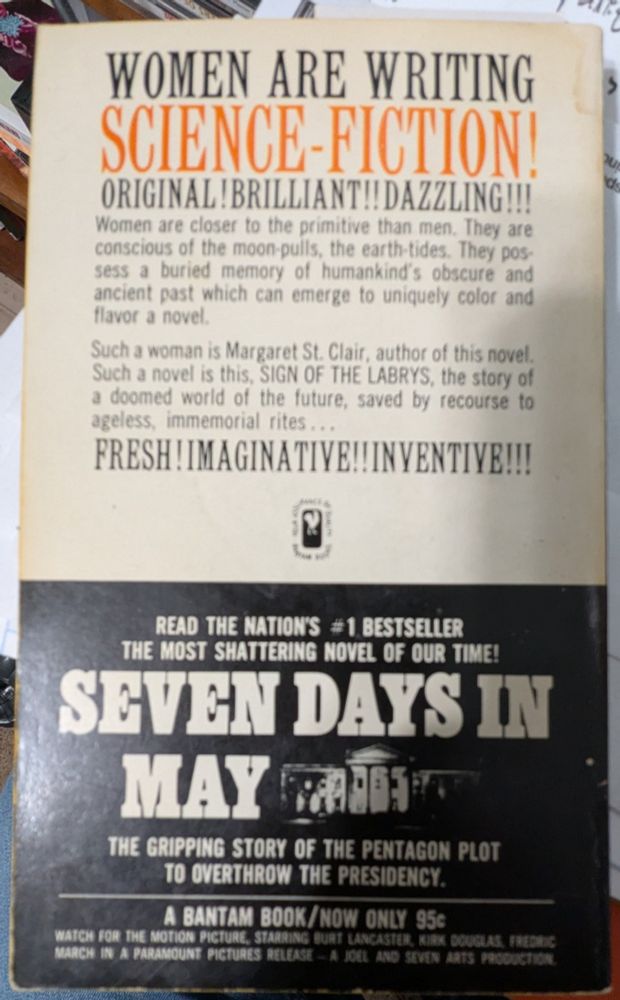 WOMEN ARE WRITING
SCIENCE-FICTION!
ORIGINAL!BRILLIANT!!DAZZLING!!!
Women are closer to the primitive than men. They are
conscious of the moon-pulls, the earth-tides. They pos-
sess a buried memory of humankind's obscure and
ancient past which can emerge to uniquely color and
flavor a novel.
Such a woman is Margaret St. Clair, author of this novel.
Such a novel is this, SIGN OF THE LABRYS, the story of
a doomed world of the future, saved by recourse to
ageless, immemorial rites...
FRESH!IMAGINATIVE!!INVENTIVE!!!
READ THE NATION'S #1 BESTSELLER
THE MOST SHATTERING NOVEL OF OUR TIME!
SEVEN DAYS IN
MAY
THE GRIPPING STORY OF THE PENTAGON PLOT
TO OVERTHROW THE PRESIDENCY.
A BANTAM BOOK/NOW ONLY 95c
WATCH FOR THE MOTION PICTURE, STARRING BURT LANCASTER, KIRK DOUGLAS, FREDRIC
MARCH IN A PARAMOUNT PICTURES RELEASE - A JOEL AND SEVEN ARTS PRODUCTION.